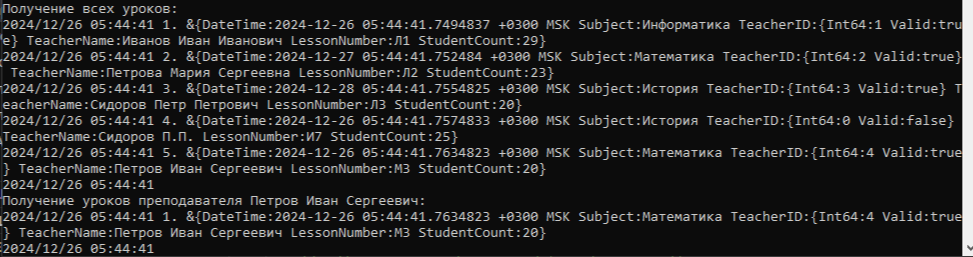 Получение всех уроков:
2024/12/26 05:44:41 1. &{DateTime:2024-12-26 05:44:41.7494837 +0300 MSK Subject:Информатика TeacherID:{Int64:1 Valid:tru
e} TeacherName:Иванов Иван Иванович LessonNumber:Л1 StudentCount:29}
2024/12/26 05:44:41 2. &{DateTime:2024-12-27 05:44:41.752484 +0300 MSK Subject:Математика TeacherID:{Int64:2 Valid:true}
 TeacherName:Петрова Мария Сергеевна LessonNumber:Л2 StudentCount:23}
2024/12/26 05:44:41 3. &{DateTime:2024-12-28 05:44:41.7554825 +0300 MSK Subject:История TeacherID:{Int64:3 Valid:true} T
eacherName:Сидоров Петр Петрович LessonNumber:Л3 StudentCount:20}
2024/12/26 05:44:41 4. &{DateTime:2024-12-26 05:44:41.7574833 +0300 MSK Subject:История TeacherID:{Int64:0 Valid:false}
TeacherName:Сидоров П.П. LessonNumber:И7 StudentCount:25}
2024/12/26 05:44:41 5. &{DateTime:2024-12-26 05:44:41.7634823 +0300 MSK Subject:Математика TeacherID:{Int64:4 Valid:true
} TeacherName:Петров Иван Сергеевич LessonNumber:М3 StudentCount:20}
2024/12/26 05:44:41
Получение уроков преподавателя Петров Иван Сергеевич:
2024/12/26 05:44:41 1. &{DateTime:2024-12-26 05:44:41.7634823 +0300 MSK Subject:Математика TeacherID:{Int64:4 Valid:true
} TeacherName:Петров Иван Сергеевич LessonNumber:М3 StudentCount:20}
2024/12/26 05:44:41